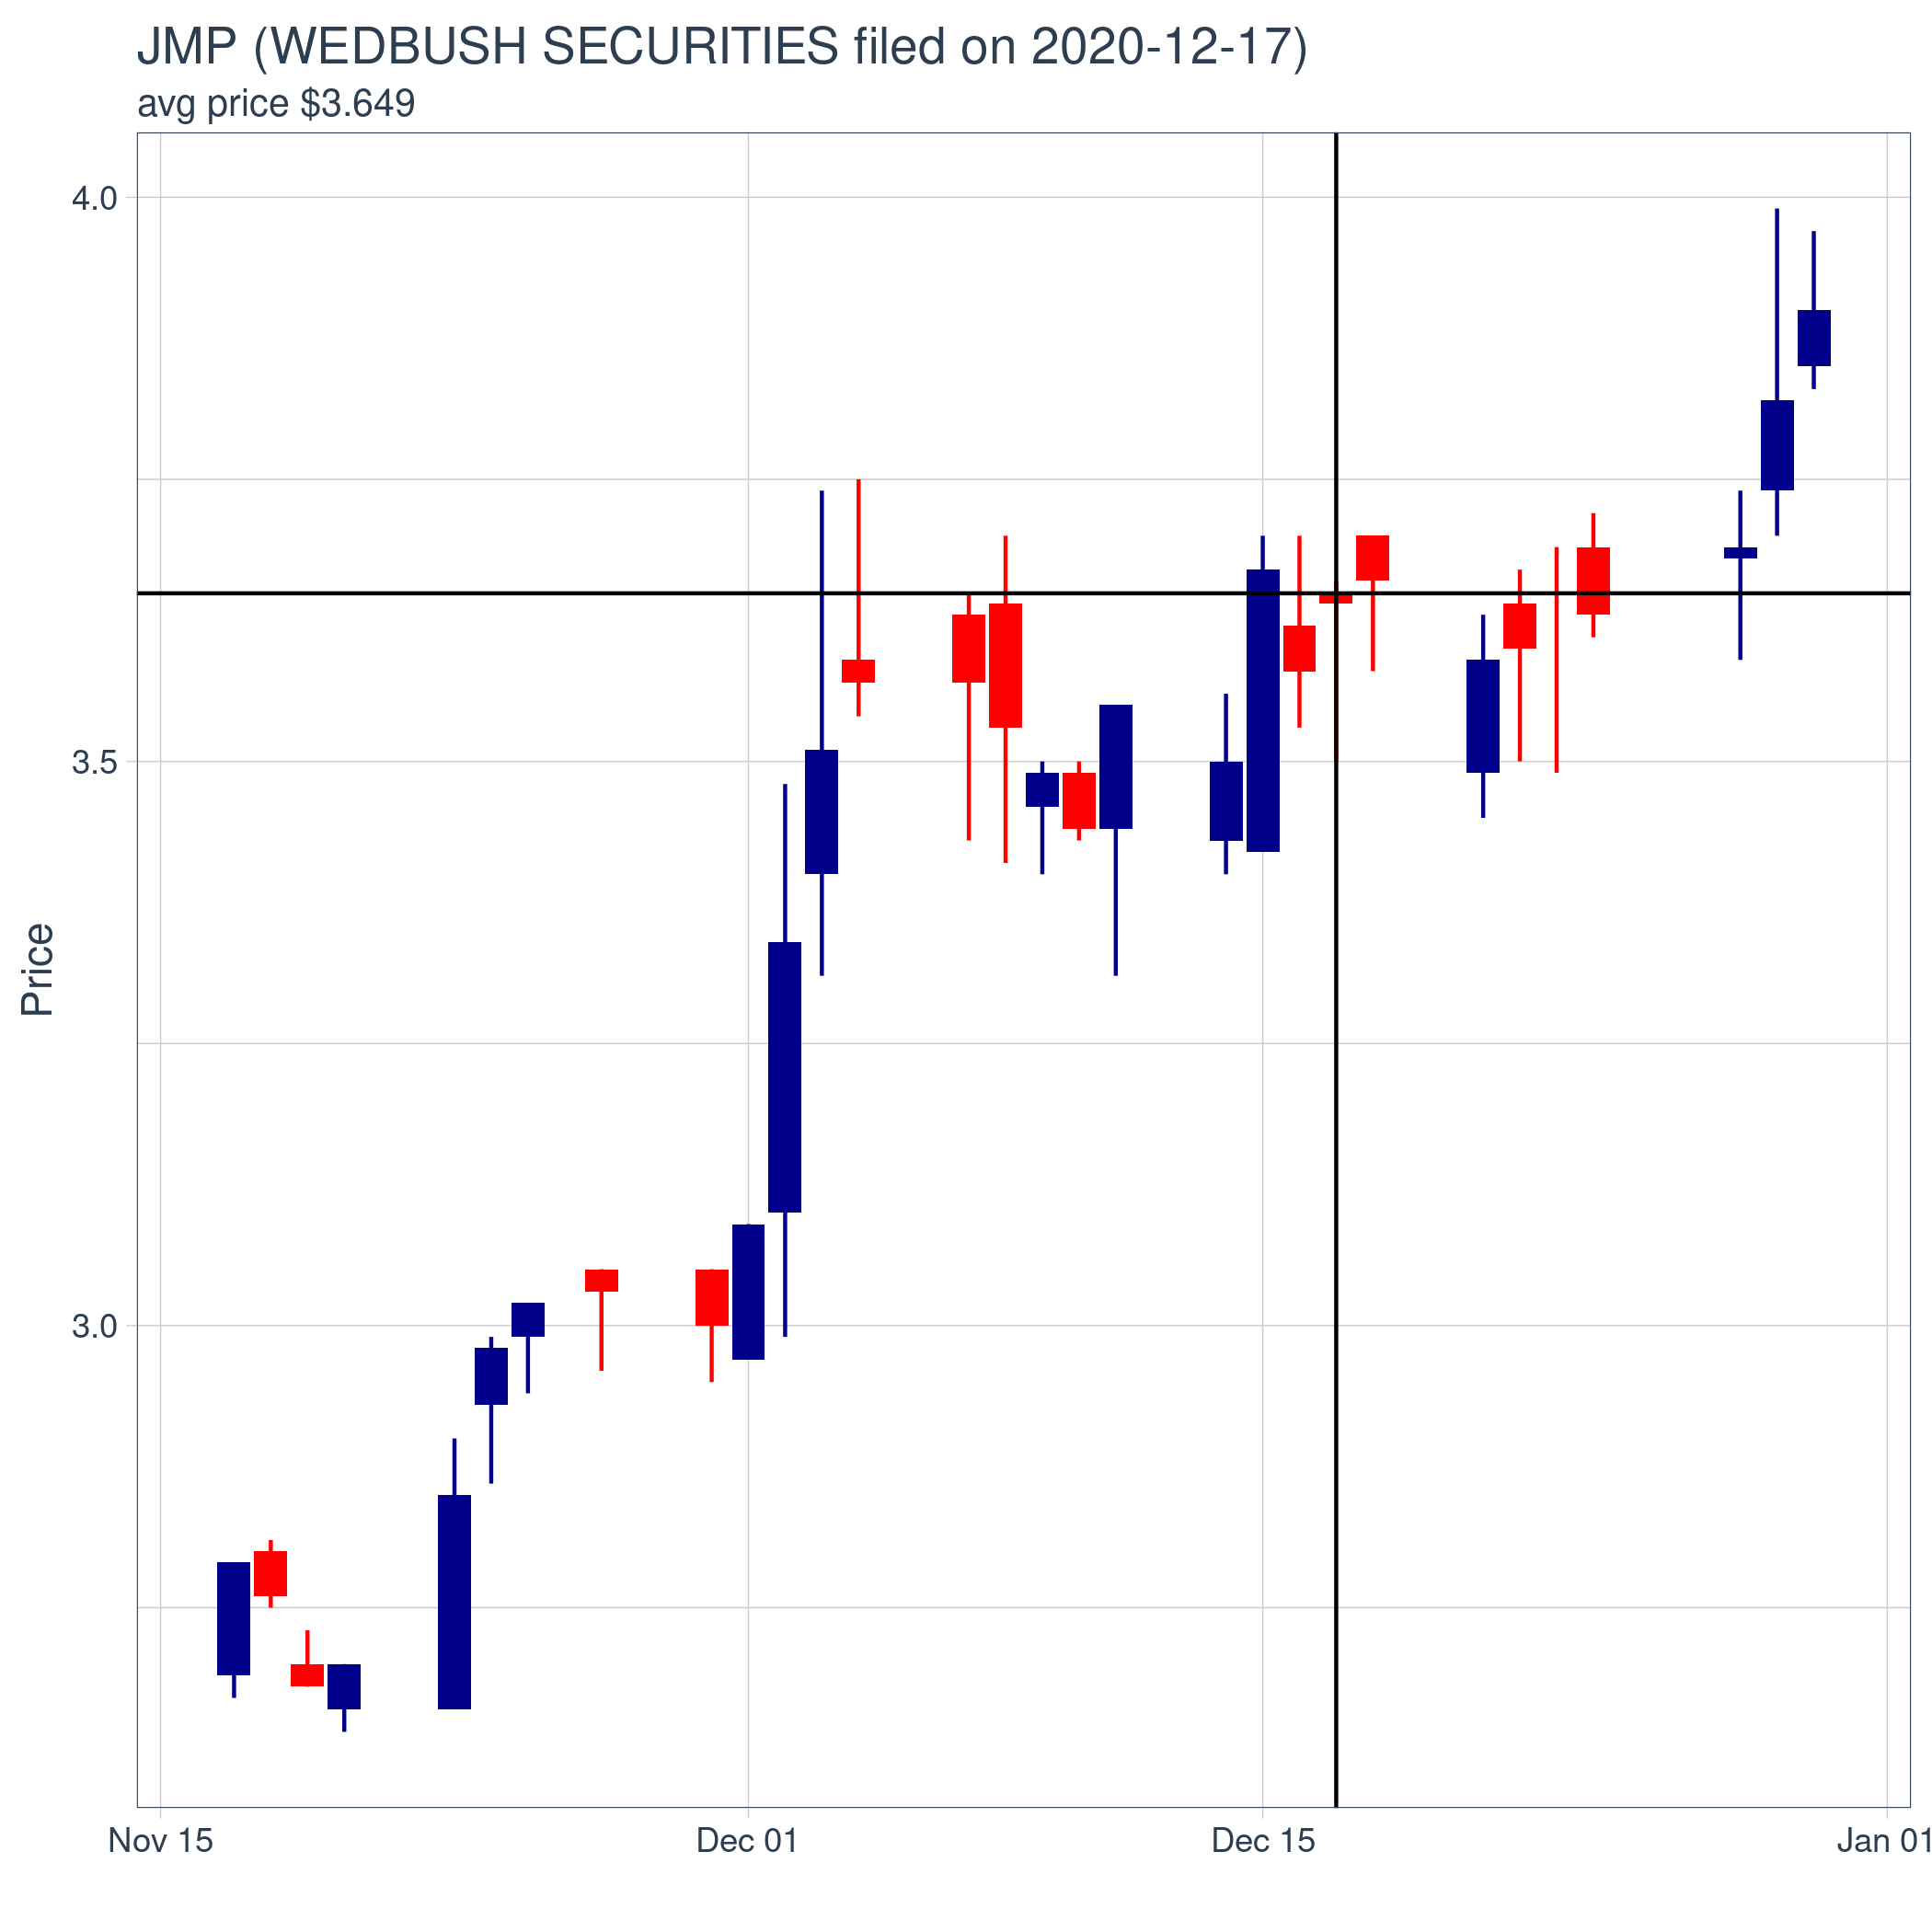 JMP (WEDBUSH SECURITIES filed on 2020-12-17)
avg price $3.649
4.0
3.5
3.0
Price
Nov 15
Dec 01
Dec 15
Jan 01